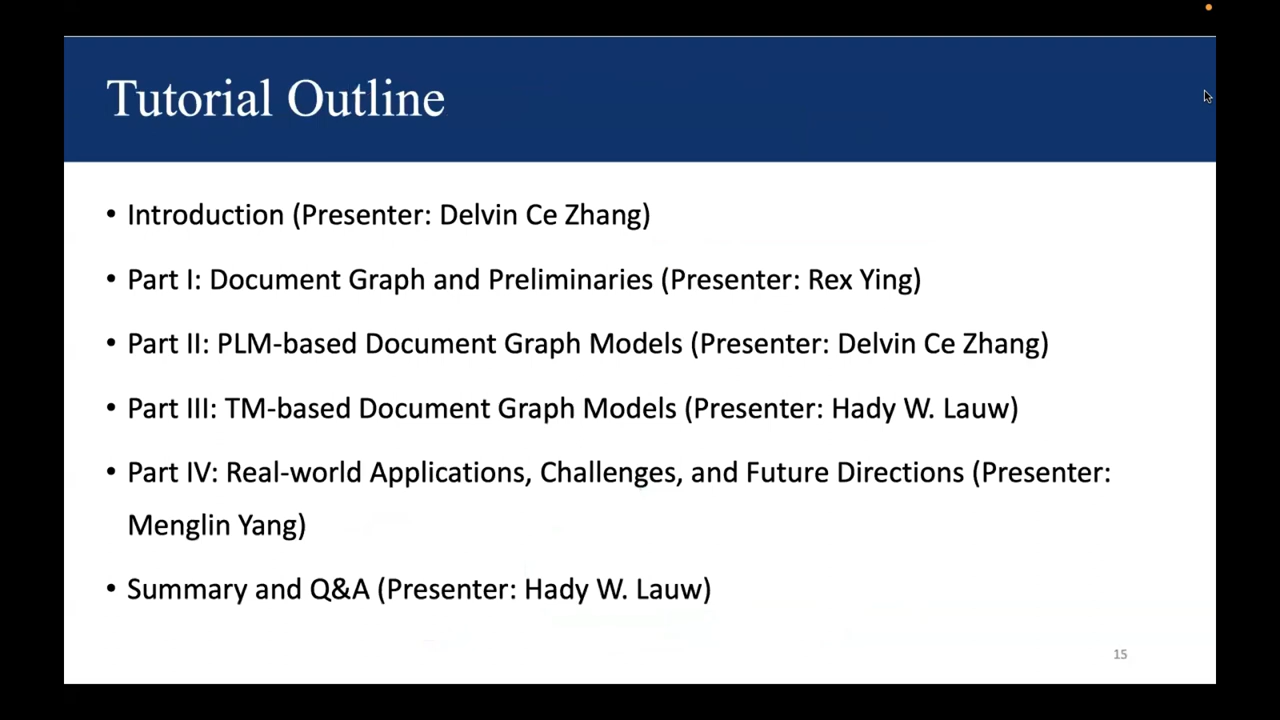 Tutorial Outline
• Introduction (Presenter: Delvin Ce Zhang)
• Part I: Document Graph and Preliminaries (Presenter: Rex Ying)
• Part II: PLM-based Document Graph Models (Presenter: Delvin Ce Zhang)
• Part III: TM-based Document Graph Models (Presenter: Hady W. Lauw)
• Part IV: Real-world Applications, Challenges, and Future Directions (Presenter:
Menglin Yang)
• Summary and Q&A (Presenter: Hady W. Lauw)
15